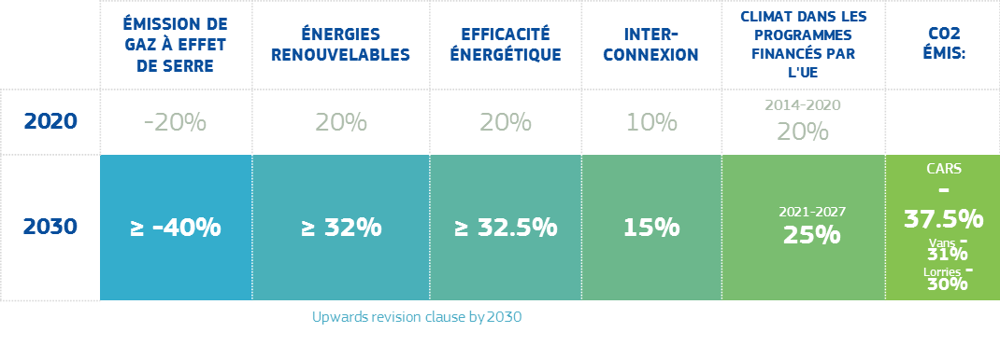 ÉMISSION DE
GAZ À EFFET
DE SERRE
ÉNERGIES
RENOUVELABLES
EFFICACITÉ
ÉNERGÉTIQUE
INTER-
CONNEXION
CLIMAT DANS LES
PROGRAMMES
FINANCÉS PAR
L'UE
CO2
ÉMIS:
2020
-20%
20%
20%
10%
2014-2020
20%
2030
≥ -40%
≥ 32%
≥ 32.5%
15%
2021-2027
25%
CARS
-
37.5%
Vans -
31%
Lorries -
30%
Upwards revision clause by 2030